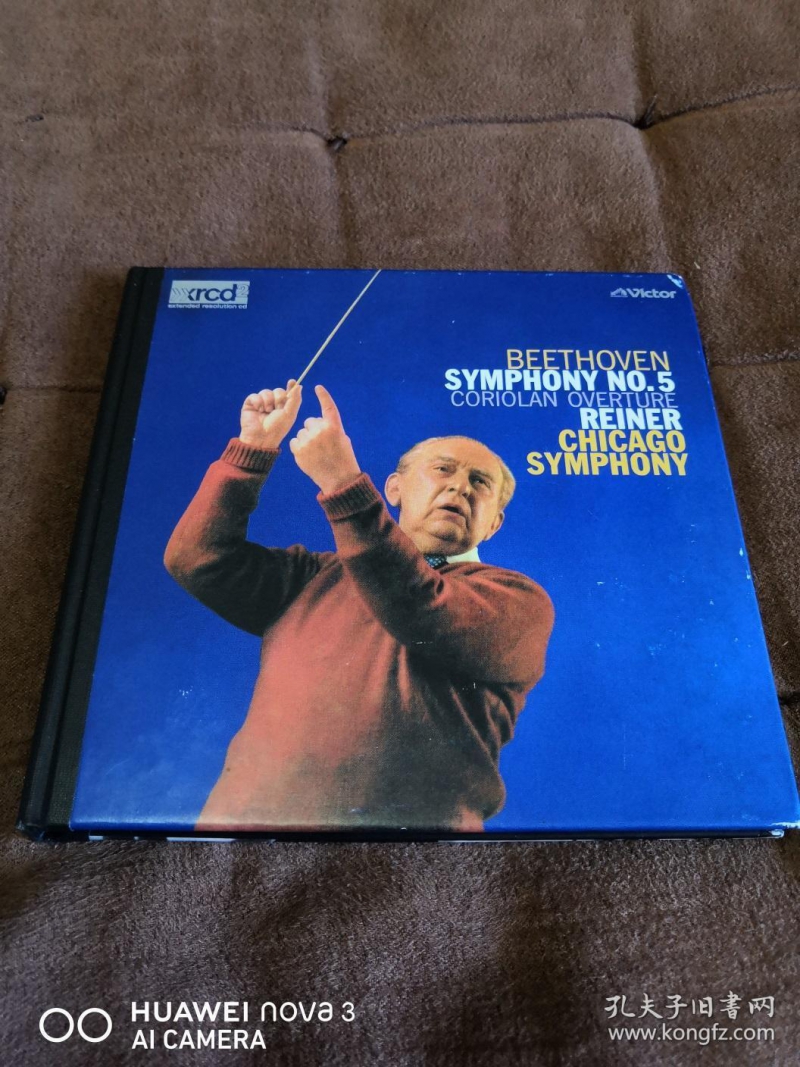 xrcd2
extended resolution cd
Victor
BEETHOVEN
SYMPHONY NO.5
CORIOLAN OVERTURE
REINER
CHICAGO
SYMPHONY
HUAWEI nova 3
AI CAMERA
孔夫子旧书网
www.kongfz.com